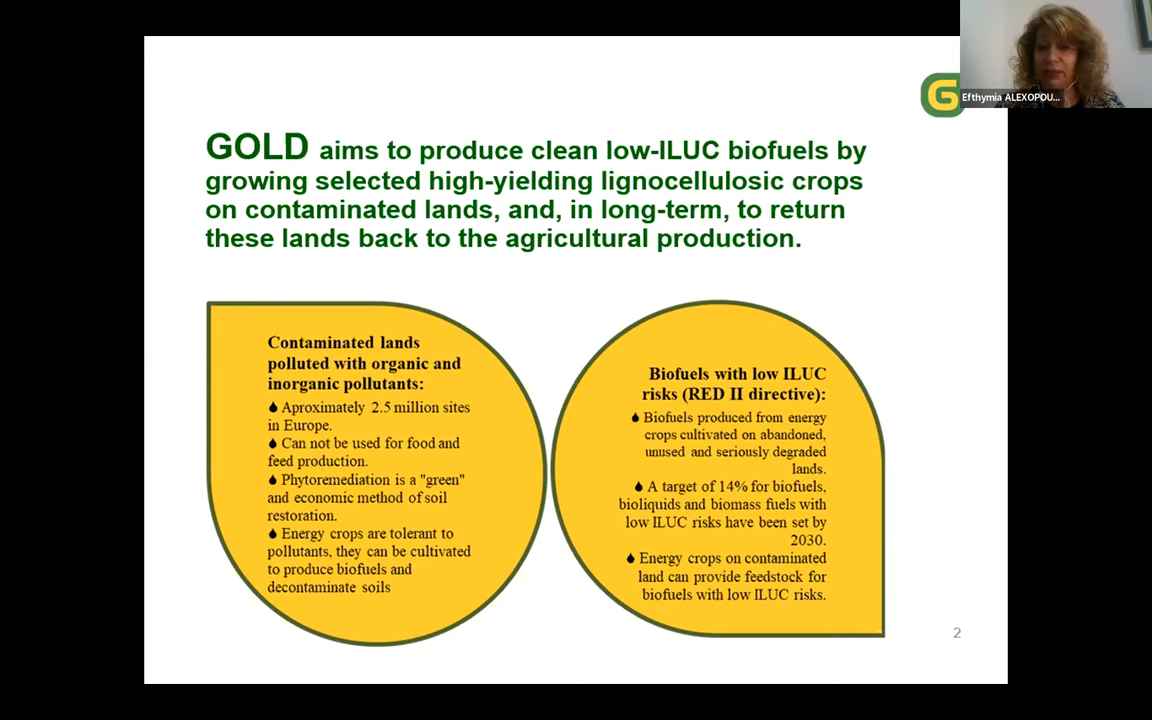 G
Efthymia ALEXOPOU...
GOLD aims to produce clean low-ILUC biofuels by
growing selected high-yielding lignocellulosic crops
on contaminated lands, and, in long-term, to return
these lands back to the agricultural production.
Contaminated lands
polluted with organic and
inorganic pollutants:
Aproximately 2.5 million sites
in Europe.
Can not be used for food and
feed production.
Phytoremediation is a "green"
and economic method of soil
restoration.
Energy crops are tolerant to
pollutants, they can be cultivated
to produce biofuels and
decontaminate soils
Biofuels with low ILUC
risks (RED II directive):
Biofuels produced from energy
crops cultivated on abandoned,
unused and seriously degraded
lands.
A target of 14% for biofuels,
bioliquids and biomass fuels with
low ILUC risks have been set by
2030.
Energy crops on contaminated
land can provide feedstock for
biofuels with low ILUC risks.
2